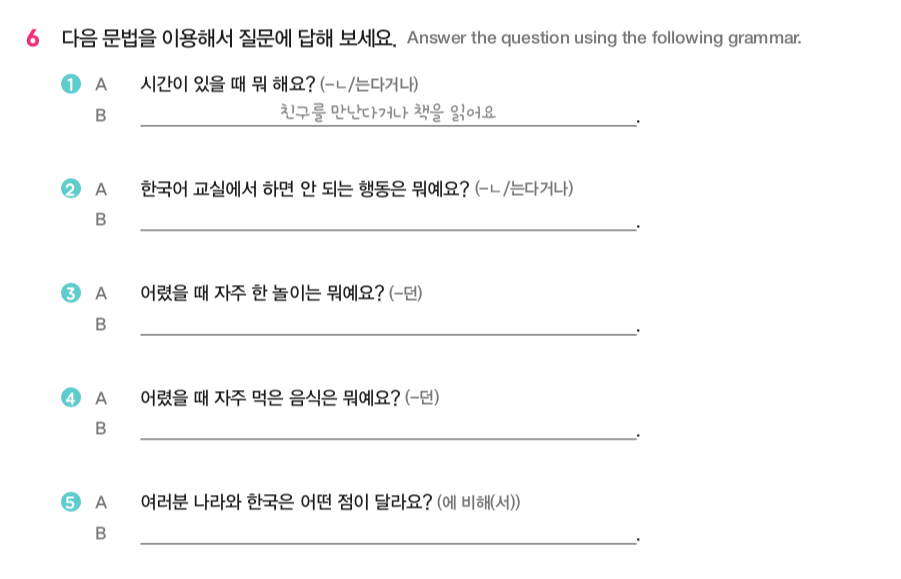 6 다음 문법을 이용해서 질문에 답해 보세요. Answer the question using the following grammar.
1 A 시간이 있을 때 뭐 해요? (-ㄴ/는다거나)
B 친구를 만난다거나 책을 읽어요.
2 A 한국어 교실에서 하면 안 되는 행동은 뭐예요? (-ㄴ/는다거나)
B .
3 A 어렸을 때 자주 한 놀이는 뭐예요? (-던)
B .
4 A 어렸을 때 자주 먹은 음식은 뭐예요? (-던)
B .
5 A 여러분 나라와 한국은 어떤 점이 달라요? (에 비해(서))
B .